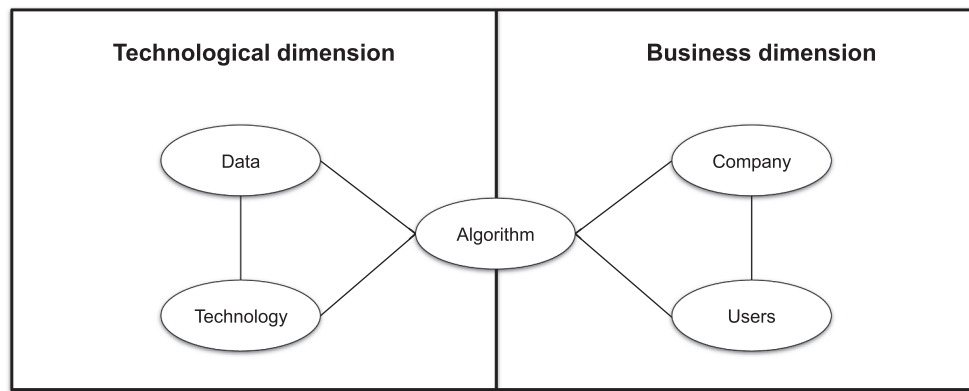 Technological dimension
Business dimension
Data
Company
Algorithm
Technology
Users